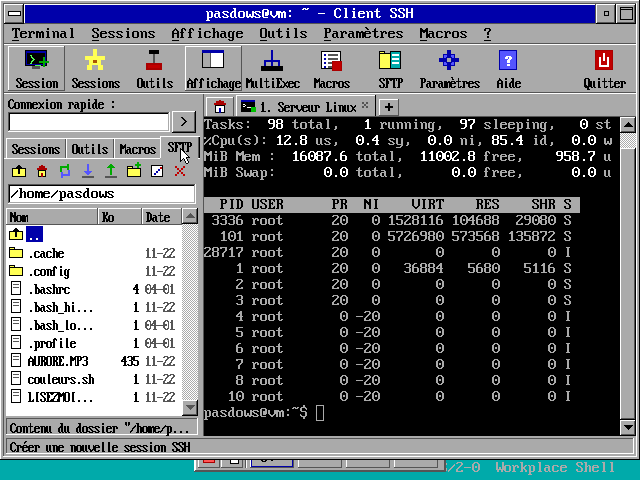 pasdows@vm: ~ - Client SSH
Terminal Sessions Affichage Outils Paramètres Macros ?
Session Sessions Outils Affichage MultiExec Macros SFTP Paramètres Aide Quitter
Connexion rapide :
>
1. Serveur Linux × +
Sessions Outils Macros SFTP
/home/pasdows
Nom Ko Date
..
.cache 11-22
.config 11-22
.bashrc 4 04-01
.bash_hi... 1 11-22
.bash_lo... 1 04-01
.profile 1 04-01
AURORE.MP3 435 11-22
couleurs.sh 1 11-22
LISEZMOI... 1 11-22
Contenu du dossier "/home/p...
Tasks: 98 total, 1 running, 97 sleeping, 0 st
%Cpu(s): 12.8 us, 0.4 sy, 0.0 ni, 85.4 id, 0.0 w
MiB Mem : 16087.6 total, 11002.8 free, 958.7 u
MiB Swap: 0.0 total, 0.0 free, 0.0 u
PID USER PR NI VIRT RES SHR S
3336 root 20 0 1528116 104688 29080 S
101 root 20 0 5726980 573568 135872 S
28717 root 20 0 0 0 0 I
1 root 20 0 36884 5680 5116 S
2 root 20 0 0 0 0 S
3 root 20 0 0 0 0 S
4 root 0 -20 0 0 0 I
5 root 0 -20 0 0 0 I
6 root 0 -20 0 0 0 I
7 root 0 -20 0 0 0 I
8 root 0 -20 0 0 0 I
10 root 0 -20 0 0 0 I
pasdows@vm:~$
Créer une nouvelle session SSH
/2-0 Workplace Shell